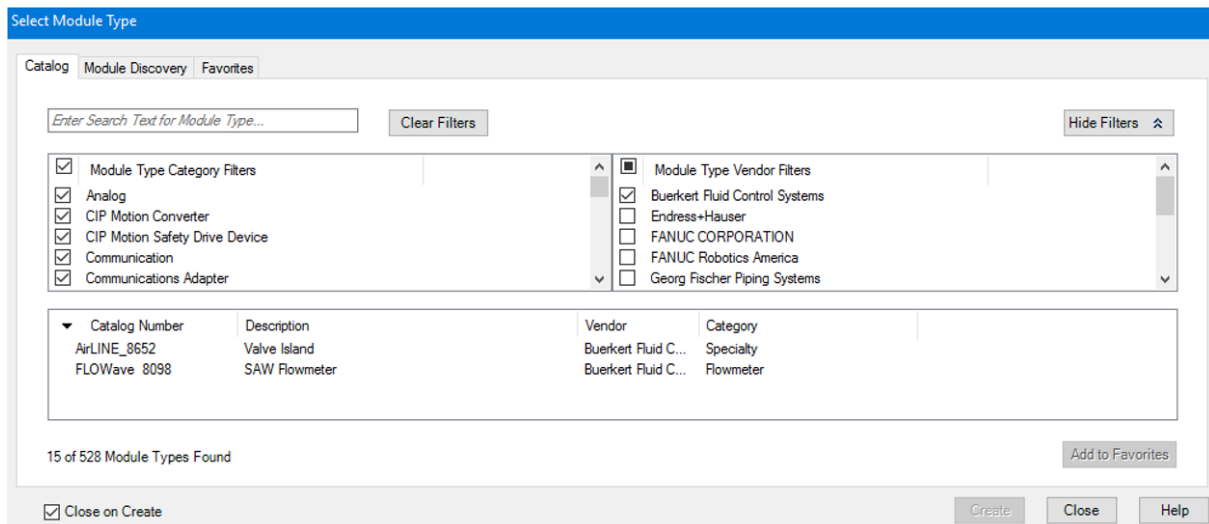 Select Module Type
Catalog Module Discovery Favorites
Enter Search Text for Module Type... Clear Filters Hide Filters
Module Type Category Filters
Analog
CIP Motion Converter
CIP Motion Safety Drive Device
Communication
Communications Adapter
Module Type Vendor Filters
Buerkert Fluid Control Systems
Endress+Hauser
FANUC CORPORATION
FANUC Robotics America
Georg Fischer Piping Systems
Catalog Number Description Vendor Category
AirLINE_8652 Valve Island Buerkert Fluid C... Specialty
FLOWave 8098 SAW Flowmeter Buerkert Fluid C... Flowmeter
15 of 528 Module Types Found Add to Favorites
Close on Create Create Close Help